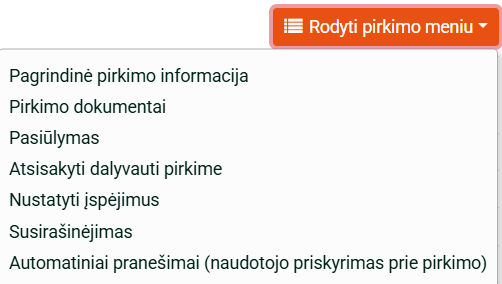 Rodyti pirkimo meniu
Pagrindinė pirkimo informacija
Pirkimo dokumentai
Pasiūlymas
Atsisakyti dalyvauti pirkime
Nustatyti įspėjimus
Susirašinėjimas
Automatiniai pranešimai (naudotojo priskyrimas prie pirkimo)